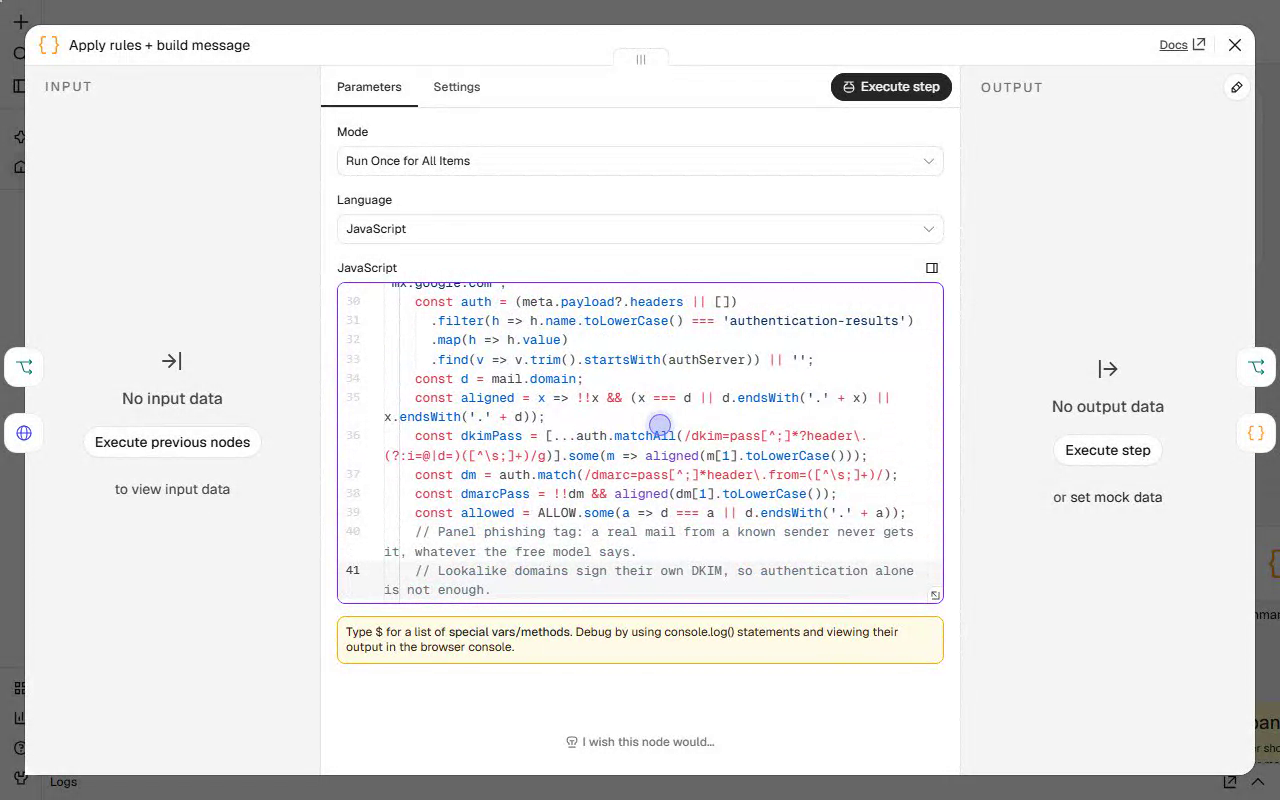 Apply rules + build message
Docs
INPUT
Parameters
Settings
Execute step
OUTPUT
Mode
Run Once for All Items
Language
JavaScript
JavaScript
"mx.google.com";
30 const auth = (meta.payload?.headers || [])
31 .filter(h => h.name.toLowerCase() === 'authentication-results')
32 .map(h => h.value)
33 .find(v => v.trim().startsWith(authServer)) || '';
34 const d = mail.domain;
35 const aligned = x => !!x && (x === d || d.endsWith('.' + x) ||
x.endsWith('.' + d));
36 const dkimPass = [...auth.matchAll(/dkim=pass[^;]*?header\.
(?:i=@|d=)([^\s;]+)/g)].some(m => aligned(m[1].toLowerCase()));
37 const dm = auth.match(/dmarc=pass[^;]*header\.from=([^\s;]+)/);
38 const dmarcPass = !!dm && aligned(dm[1].toLowerCase());
39 const allowed = ALLOW.some(a => d === a || d.endsWith('.' + a));
40 // Panel phishing tag: a real mail from a known sender never gets
it, whatever the free model says.
41 // Lookalike domains sign their own DKIM, so authentication alone
is not enough.
Type $ for a list of special vars/methods. Debug by using console.log() statements and viewing their
output in the browser console.
I wish this node would...
No input data
Execute previous nodes
to view input data
No output data
Execute step
or set mock data
Logs